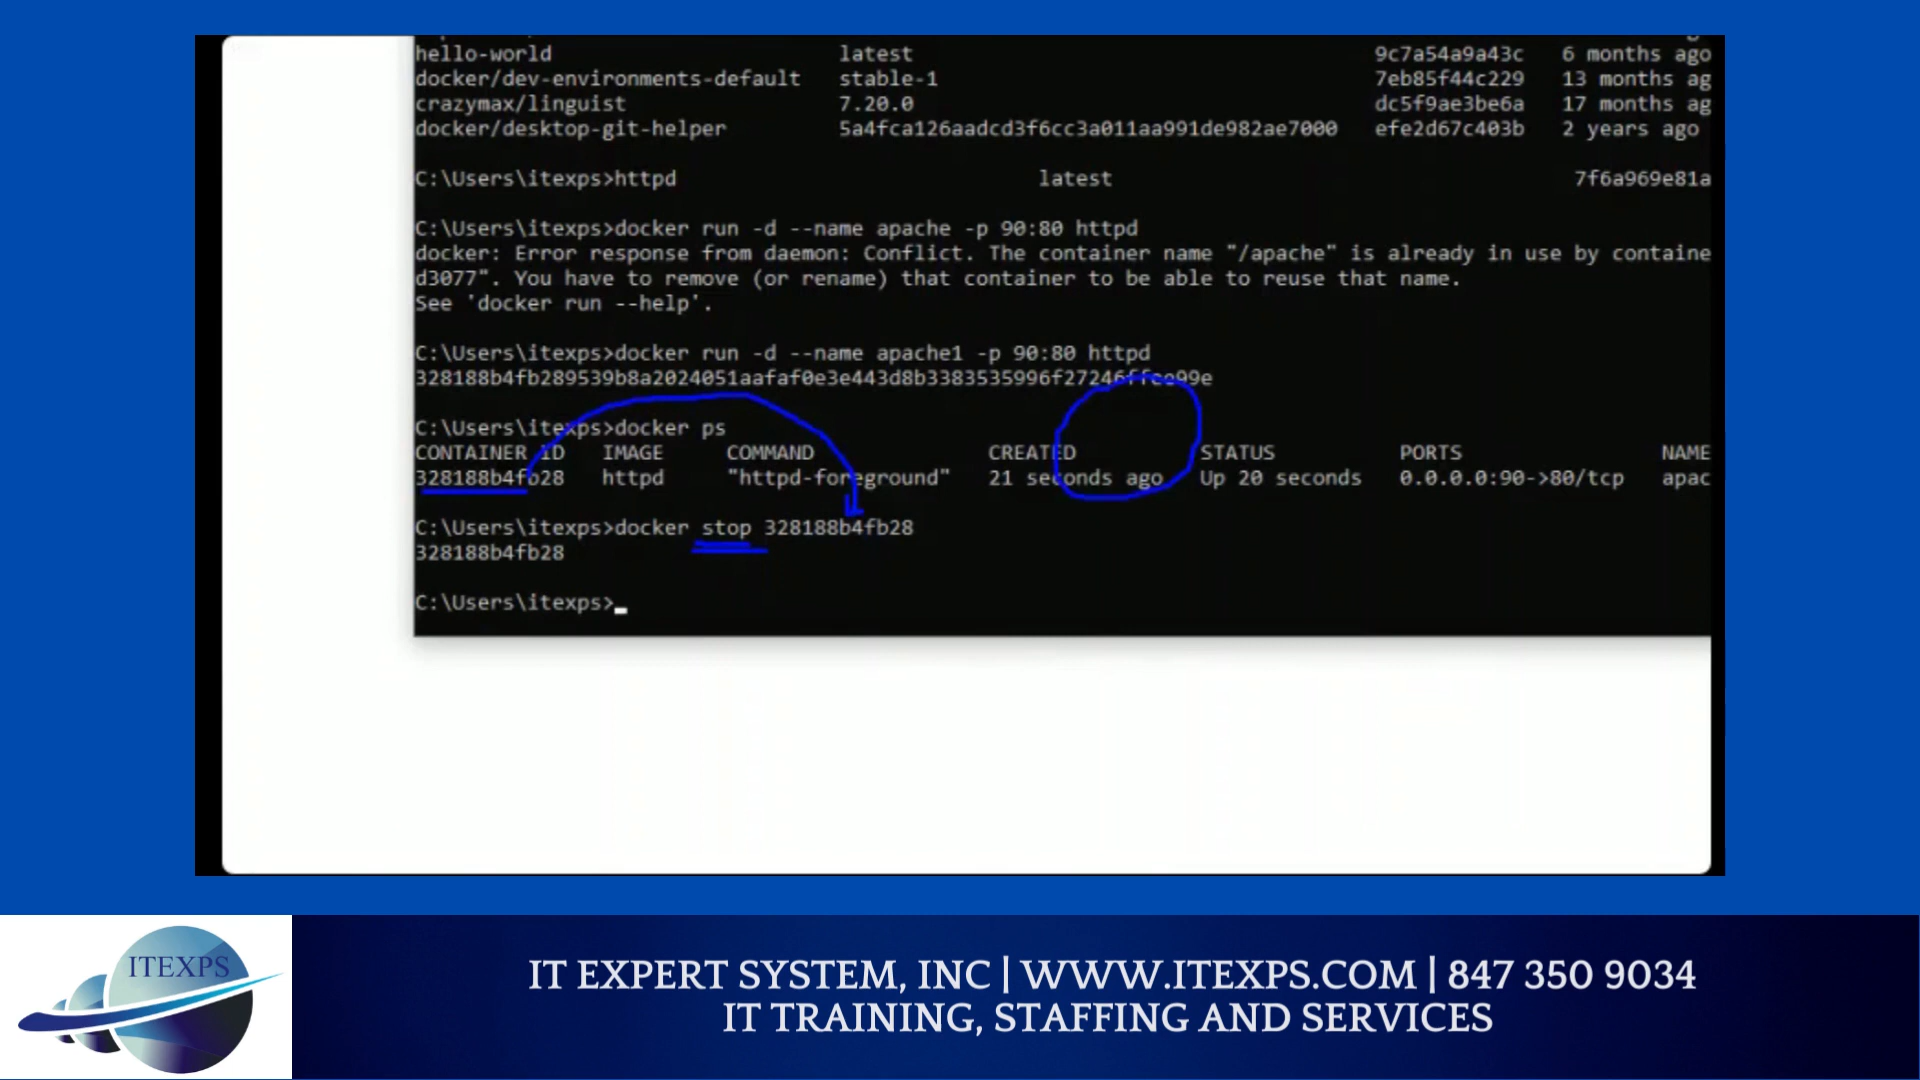 hello-world latest 9c7a54a9a43c 6 months ago
docker/dev-environments-default stable-1 7eb85f44c229 13 months ag
crazymax/linguist 7.20.0 dc5f9ae3be6a 17 months ag
docker/desktop-git-helper 5a4fca126aadcd3f6cc3a011aa991de982ae7000 efe2d67c403b 2 years ago
C:\Users\itexps>httpd latest 7f6a969e81a
C:\Users\itexps>docker run -d --name apache -p 90:80 httpd
docker: Error response from daemon: Conflict. The container name "/apache" is already in use by containe
d3077". You have to remove (or rename) that container to be able to reuse that name.
See 'docker run --help'.
C:\Users\itexps>docker run -d --name apache1 -p 90:80 httpd
328188b4fb289539b8a2024051aafaf0e3e443d8b3383535996f27246ffee99e
C:\Users\itexps>docker ps
CONTAINER ID IMAGE COMMAND CREATED STATUS PORTS NAME
328188b4fb28 httpd "httpd-foreground" 21 seconds ago Up 20 seconds 0.0.0.0:90->80/tcp apac
C:\Users\itexps>docker stop 328188b4fb28
328188b4fb28
C:\Users\itexps>
ITEXPS
IT EXPERT SYSTEM, INC | WWW.ITEXPS.COM | 847 350 9034
IT TRAINING, STAFFING AND SERVICES